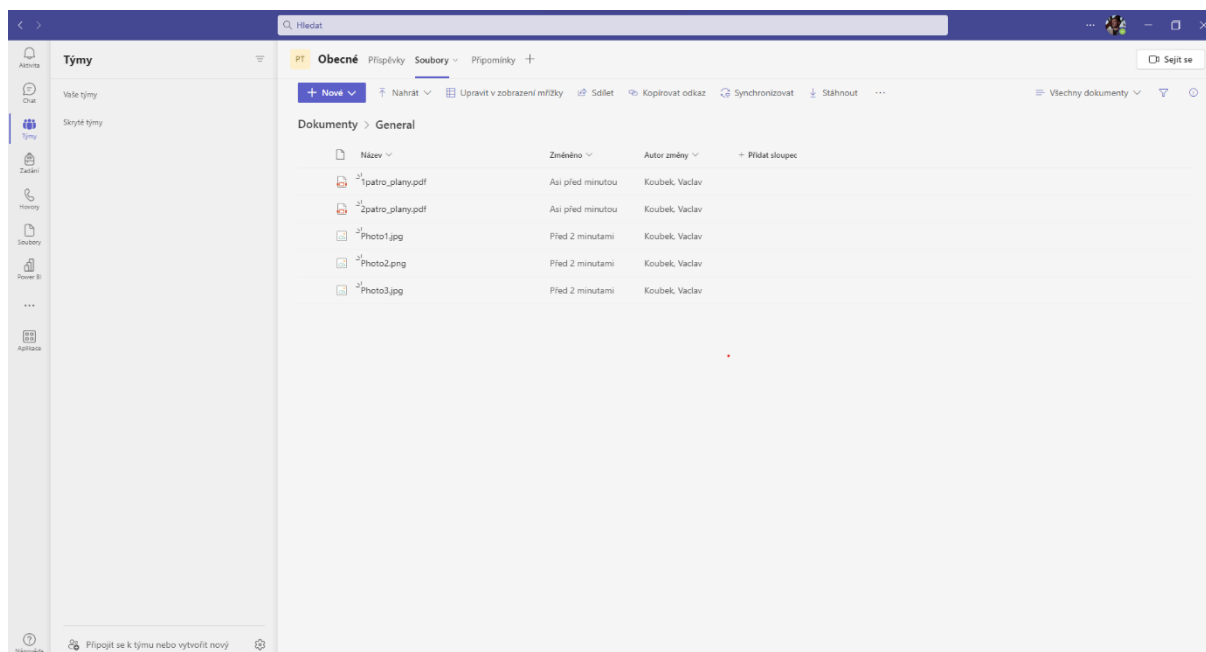 Hledat
Aktivita
Chat
Týmy
Zadání
Hovory
Soubory
Power BI
Aplikace
Týmy
Vaše týmy
Skryté týmy
Připojit se k týmu nebo vytvořit nový
PT Obecné Příspěvky Soubory Připomínky
Sejít se
Nové Nahrát Upravit v zobrazení mřížky Sdílet Kopírovat odkaz Synchronizovat Stáhnout ... Všechny dokumenty
Dokumenty > General
Název Změněno Autor změny + Přidat sloupec
1patro_plany.pdf Asi před minutou Koubek, Vaclav
2patro_plany.pdf Asi před minutou Koubek, Vaclav
Photo1.jpg Před 2 minutami Koubek, Vaclav
Photo2.png Před 2 minutami Koubek, Vaclav
Photo3.jpg Před 2 minutami Koubek, Vaclav